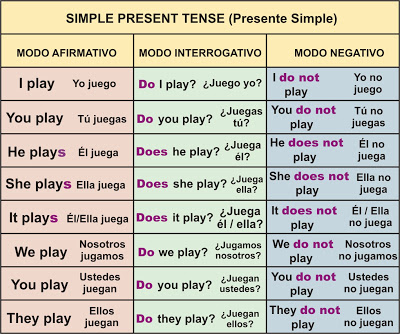 SIMPLE PRESENT TENSE (Presente Simple)
MODO AFIRMATIVO MODO INTERROGATIVO MODO NEGATIVO
I play Yo juego Do I play? ¿Juego yo? I do not play Yo no juego
You play Tú juegas Do you play? ¿Juegas tú? You do not play Tú no juegas
He plays Él juega Does he play? ¿Juega él? He does not play Él no juega
She plays Ella juega Does she play? ¿Juega ella? She does not play Ella no juega
It plays Él/Ella juega Does it play? ¿Juega él / ella? It does not play Él / Ella no juega
We play Nosotros jugamos Do we play? ¿Jugamos nosotros? We do not play Nosotros no jugamos
You play Ustedes juegan Do you play? ¿Juegan ustedes? You do not play Ustedes no juegan
They play Ellos juegan Do they play? ¿Juegan ellos? They do not play Ellos no juegan